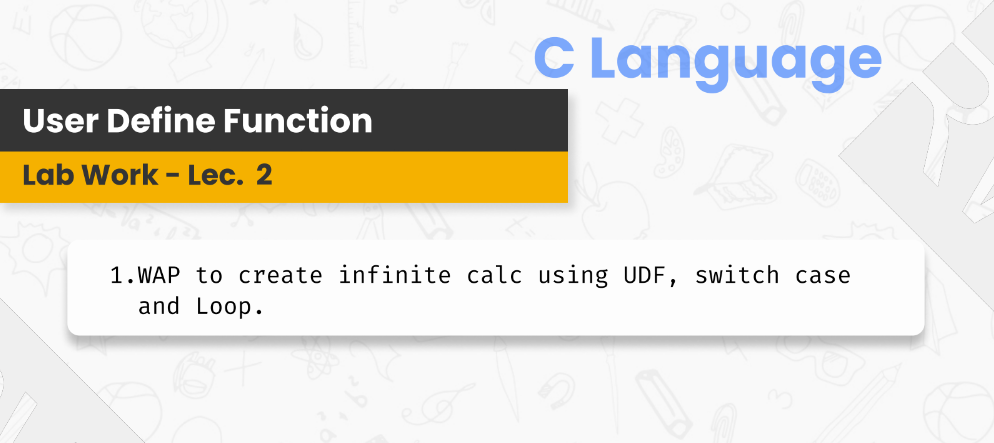 C Language
User Define Function
Lab Work - Lec. 2
1.WAP to create infinite calc using UDF, switch case
and Loop.